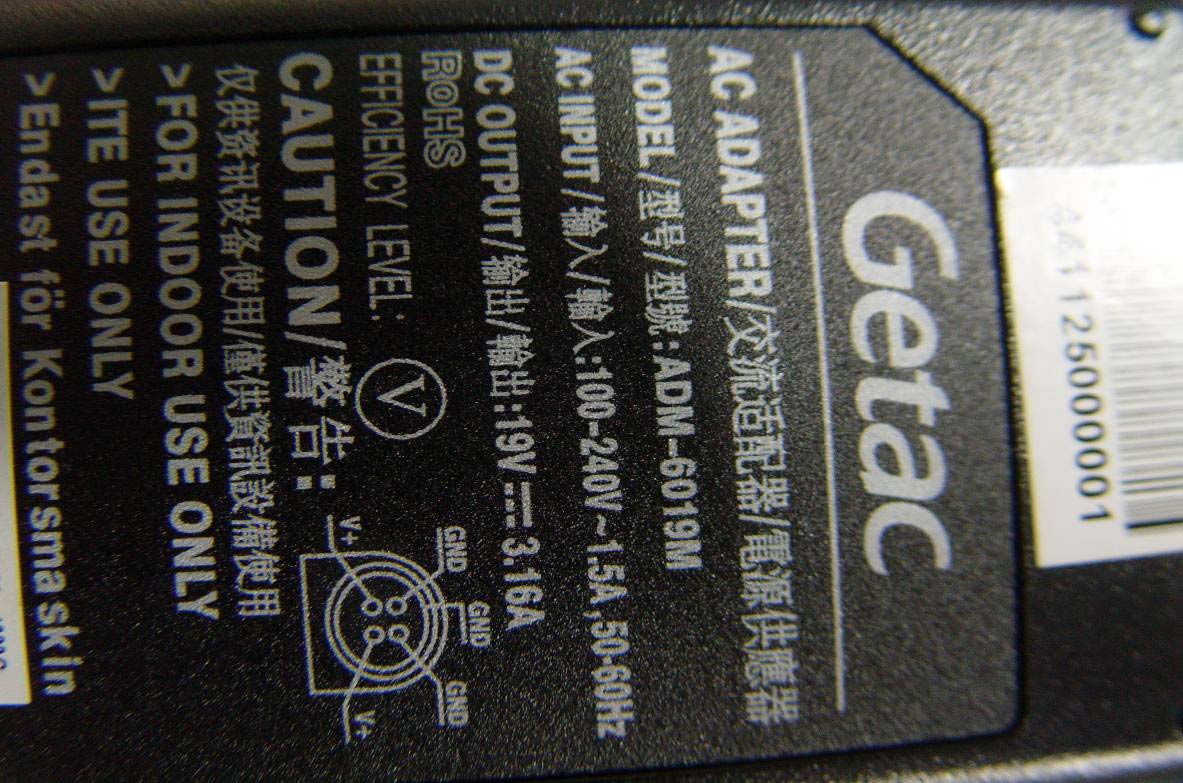 Getac
AC ADAPTER/交流适配器/電源供應器
MODEL/型号/型號:ADM-6019M
AC INPUT/输入/輸入:100-240V~1.5A,50-60Hz
DC OUTPUT/输出/輸出:19V⎓3.16A
ROHS
EFFICIENCY LEVEL: V
CAUTION/警告:
仅供资讯设备使用/僅供資訊設備使用
>FOR INDOOR USE ONLY
>ITE USE ONLY
>Endast för Kontorsmaskin
GND
GND
GND
V+
V+
441125000001